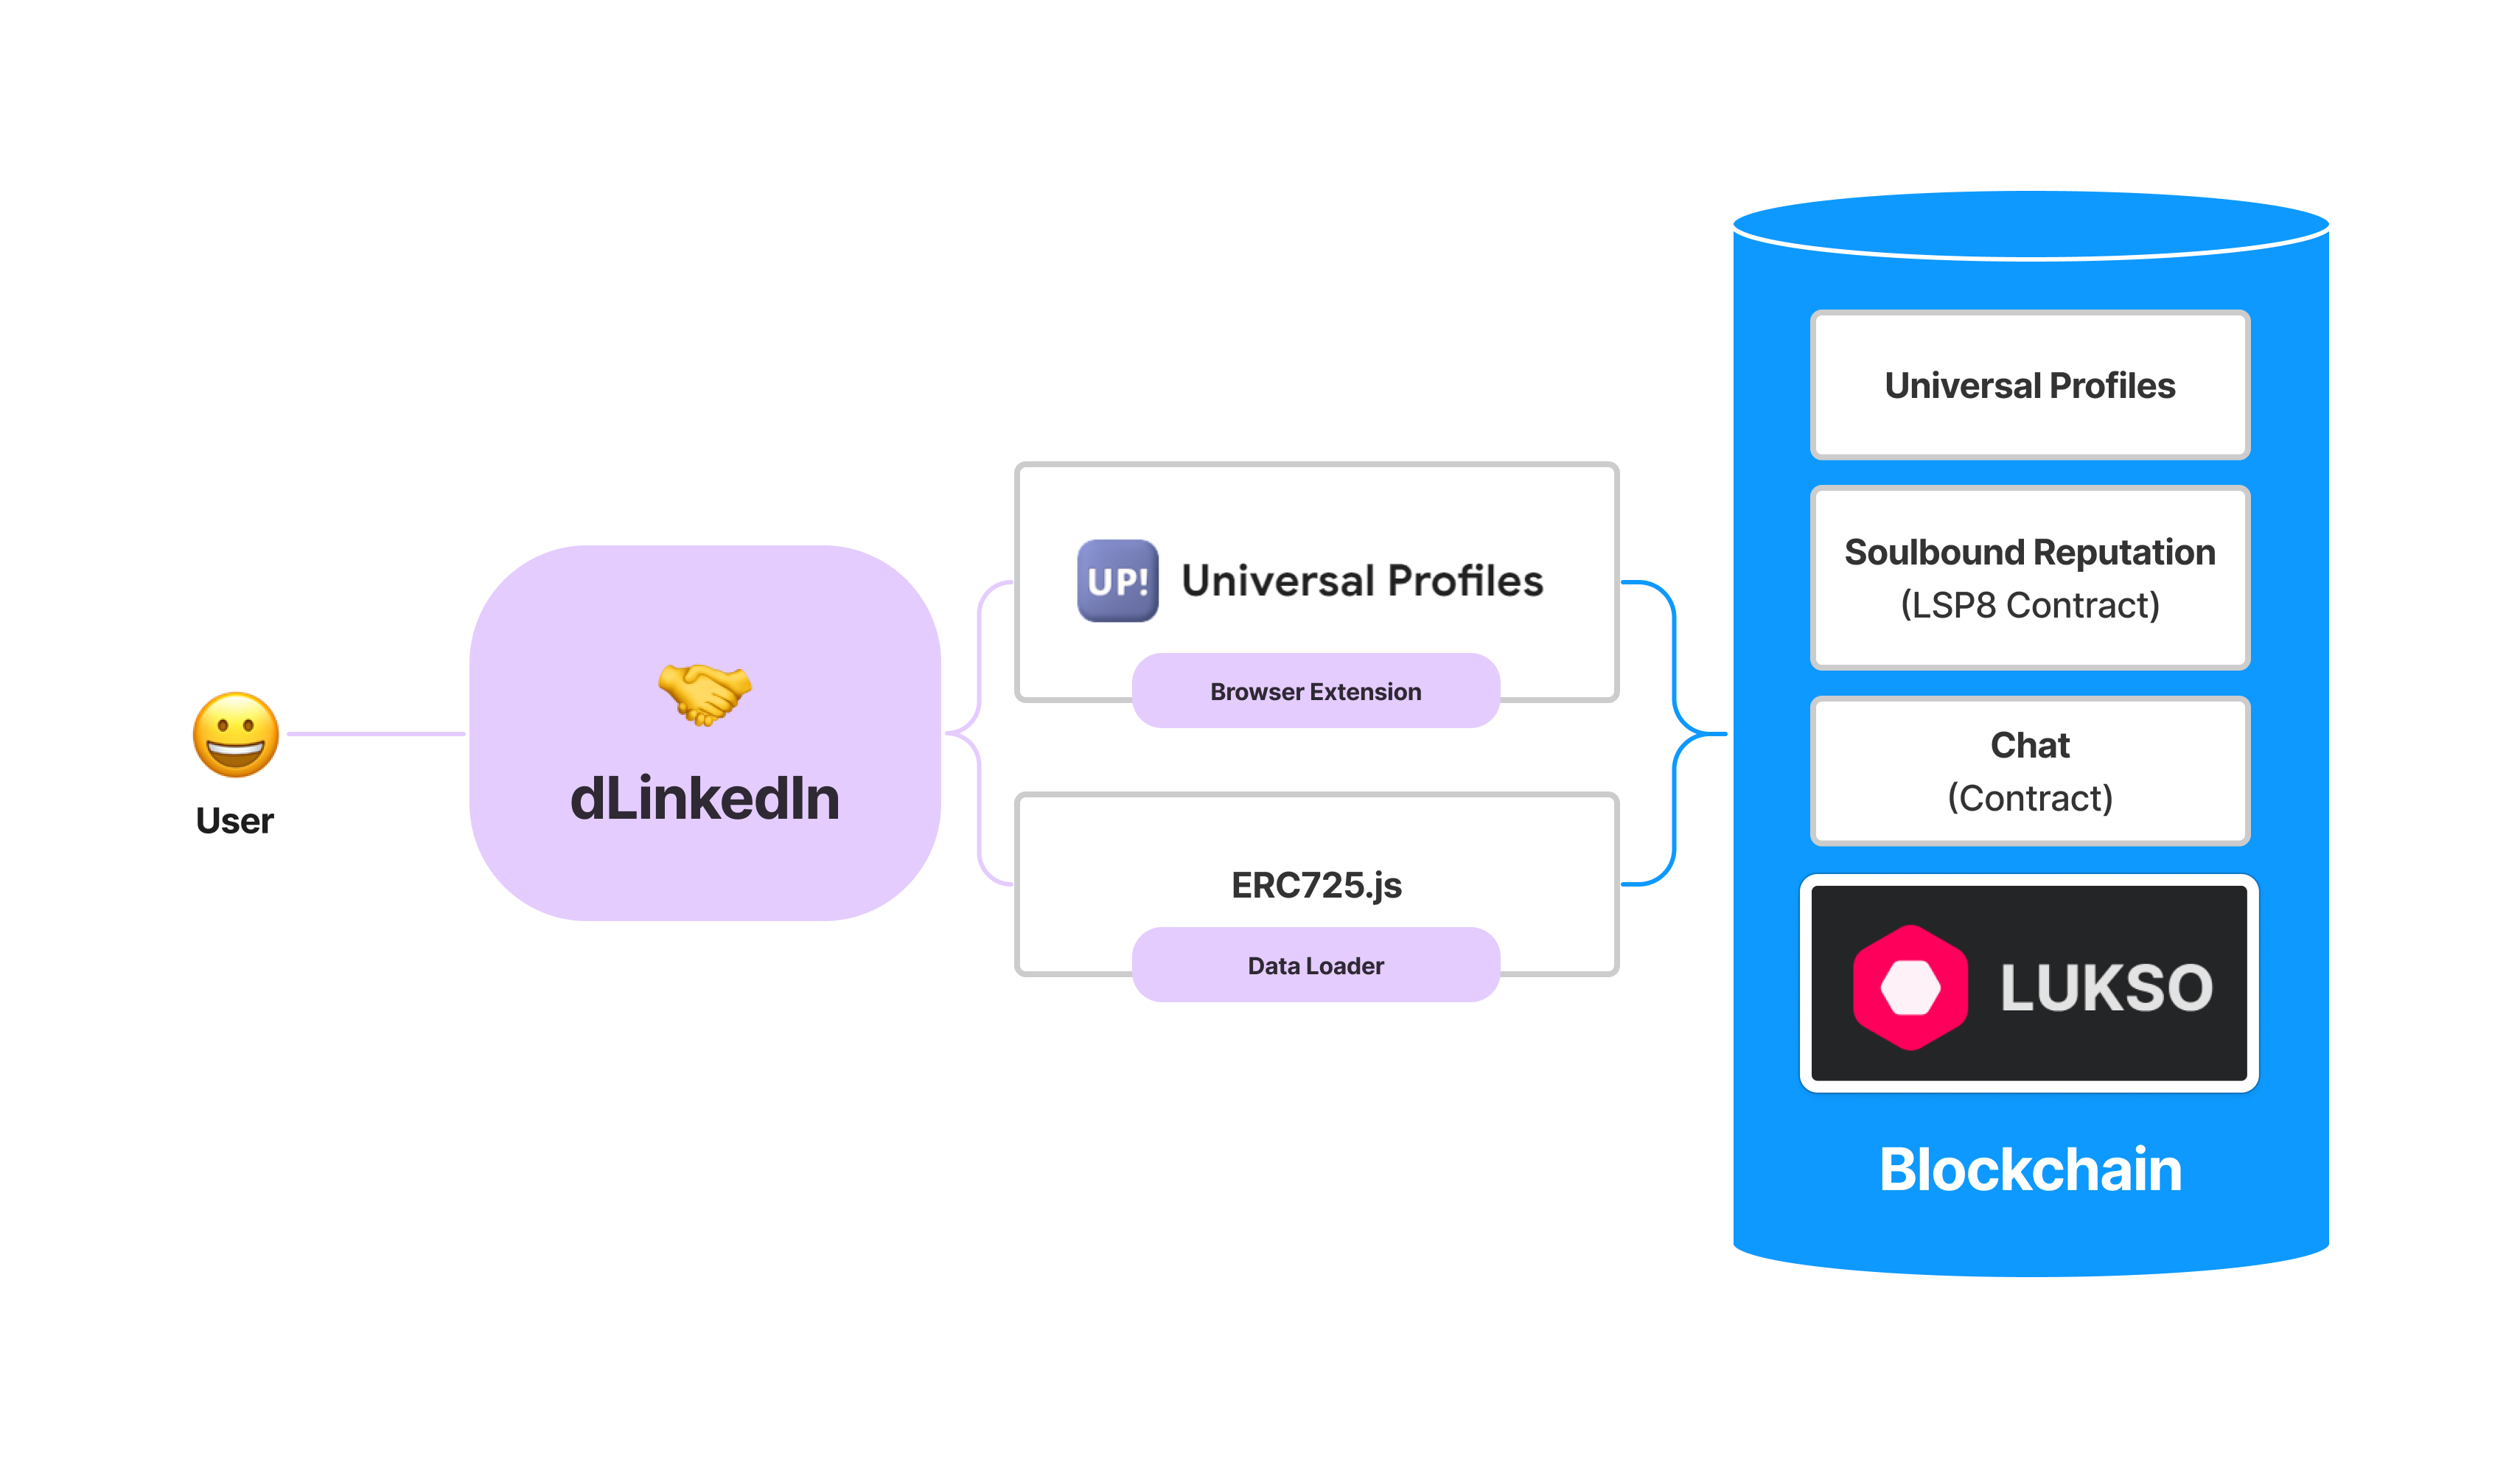 User
dLinkedIn
UP! Universal Profiles
Browser Extension
ERC725.js
Data Loader
Universal Profiles
Soulbound Reputation
(LSP8 Contract)
Chat
(Contract)
LUKSO
Blockchain